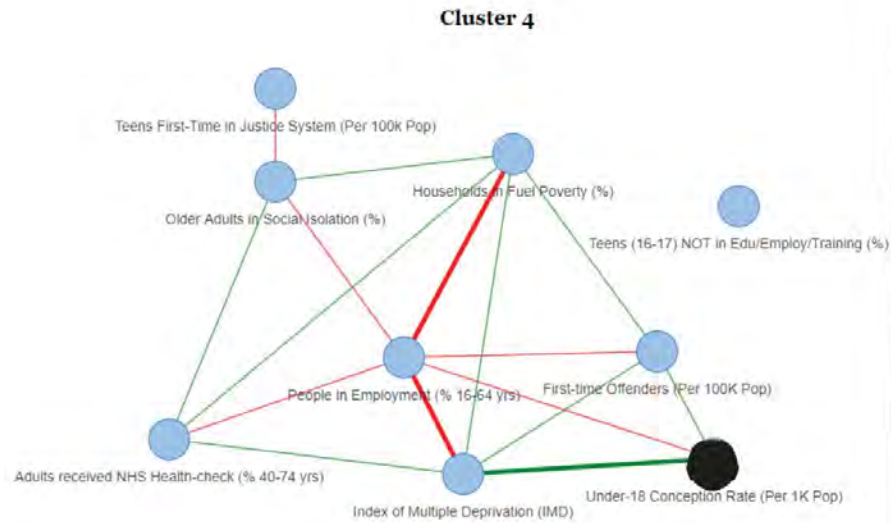 Cluster 4
Teens First-Time in Justice System (Per 100k Pop)
Households in Fuel Poverty (%)
Older Adults in Social Isolation (%)
Teens (16-17) NOT in Edu/Employ/Training (%)
People in Employment (% 16-64 yrs)
First-time Offenders (Per 100K Pop)
Adults received NHS Health-check (% 40-74 yrs)
Under-18 Conception Rate (Per 1K Pop)
Index of Multiple Deprivation (IMD)